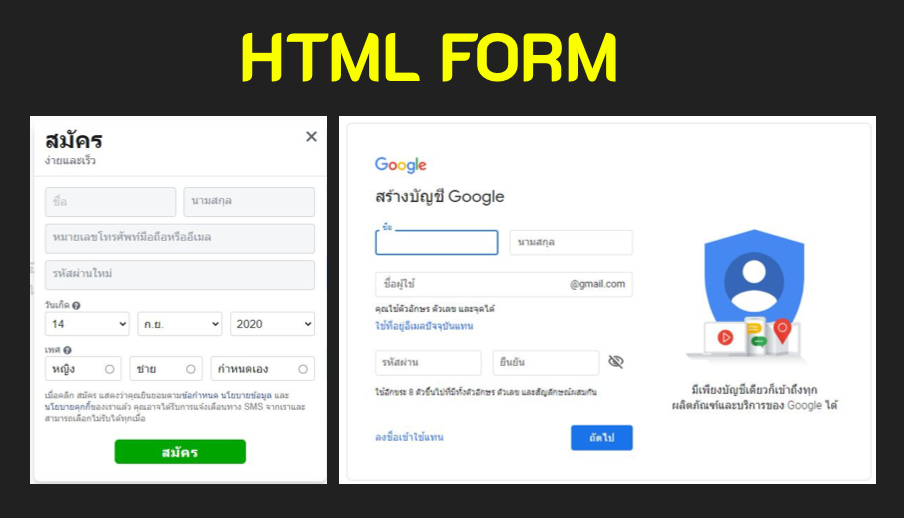 HTML FORM
สมัคร
ง่ายและเร็ว
ชื่อ
นามสกุล
หมายเลขโทรศัพท์มือถือหรืออีเมล
รหัสผ่านใหม่
วันเกิด
14
ก.ย.
2020
เพศ
หญิง
ชาย
กำหนดเอง
เมื่อคลิก สมัคร แสดงว่าคุณยินยอมตามข้อกำหนด นโยบายข้อมูล และ
นโยบายคุกกี้ของเราแล้ว คุณอาจได้รับการแจ้งเตือนทาง SMS จากเราและ
สามารถเลือกไม่รับได้ทุกเมื่อ
สมัคร
Google
สร้างบัญชี Google
ชื่อ
นามสกุล
ชื่อผู้ใช้
@gmail.com
คุณใช้ตัวอักษร ตัวเลข และจุดได้
ใช้ที่อยู่อีเมลปัจจุบันแทน
รหัสผ่าน
ยืนยัน
ใช้อักขระ 8 ตัวขึ้นไปที่มีทั้งตัวอักษร ตัวเลข และสัญลักษณ์ผสมกัน
ลงชื่อเข้าใช้แทน
ถัดไป
มีเพียงบัญชีเดียวก็เข้าถึงทุก
ผลิตภัณฑ์และบริการของ Google ได้